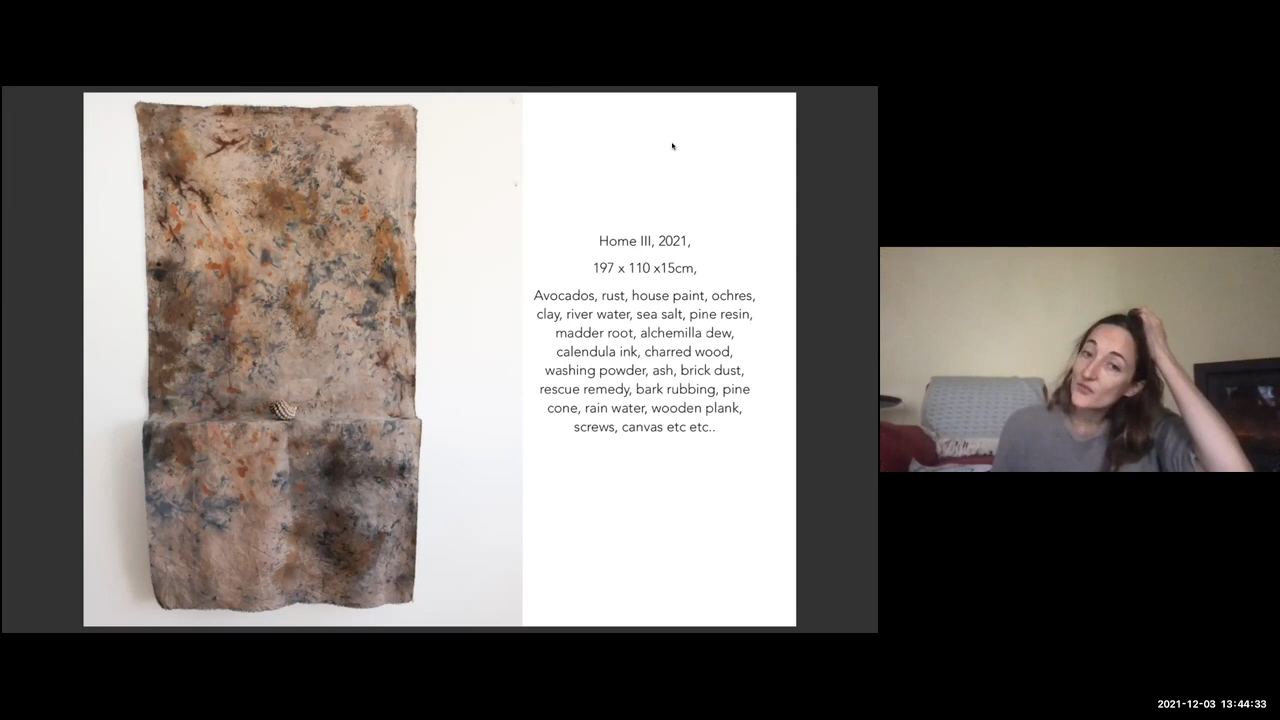 Home III, 2021,
197 x 110 x15cm,
Avocados, rust, house paint, ochres,
clay, river water, sea salt, pine resin,
madder root, alchemilla dew,
calendula ink, charred wood,
washing powder, ash, brick dust,
rescue remedy, bark rubbing, pine
cone, rain water, wooden plank,
screws, canvas etc etc..
2021-12-03 13:44:33